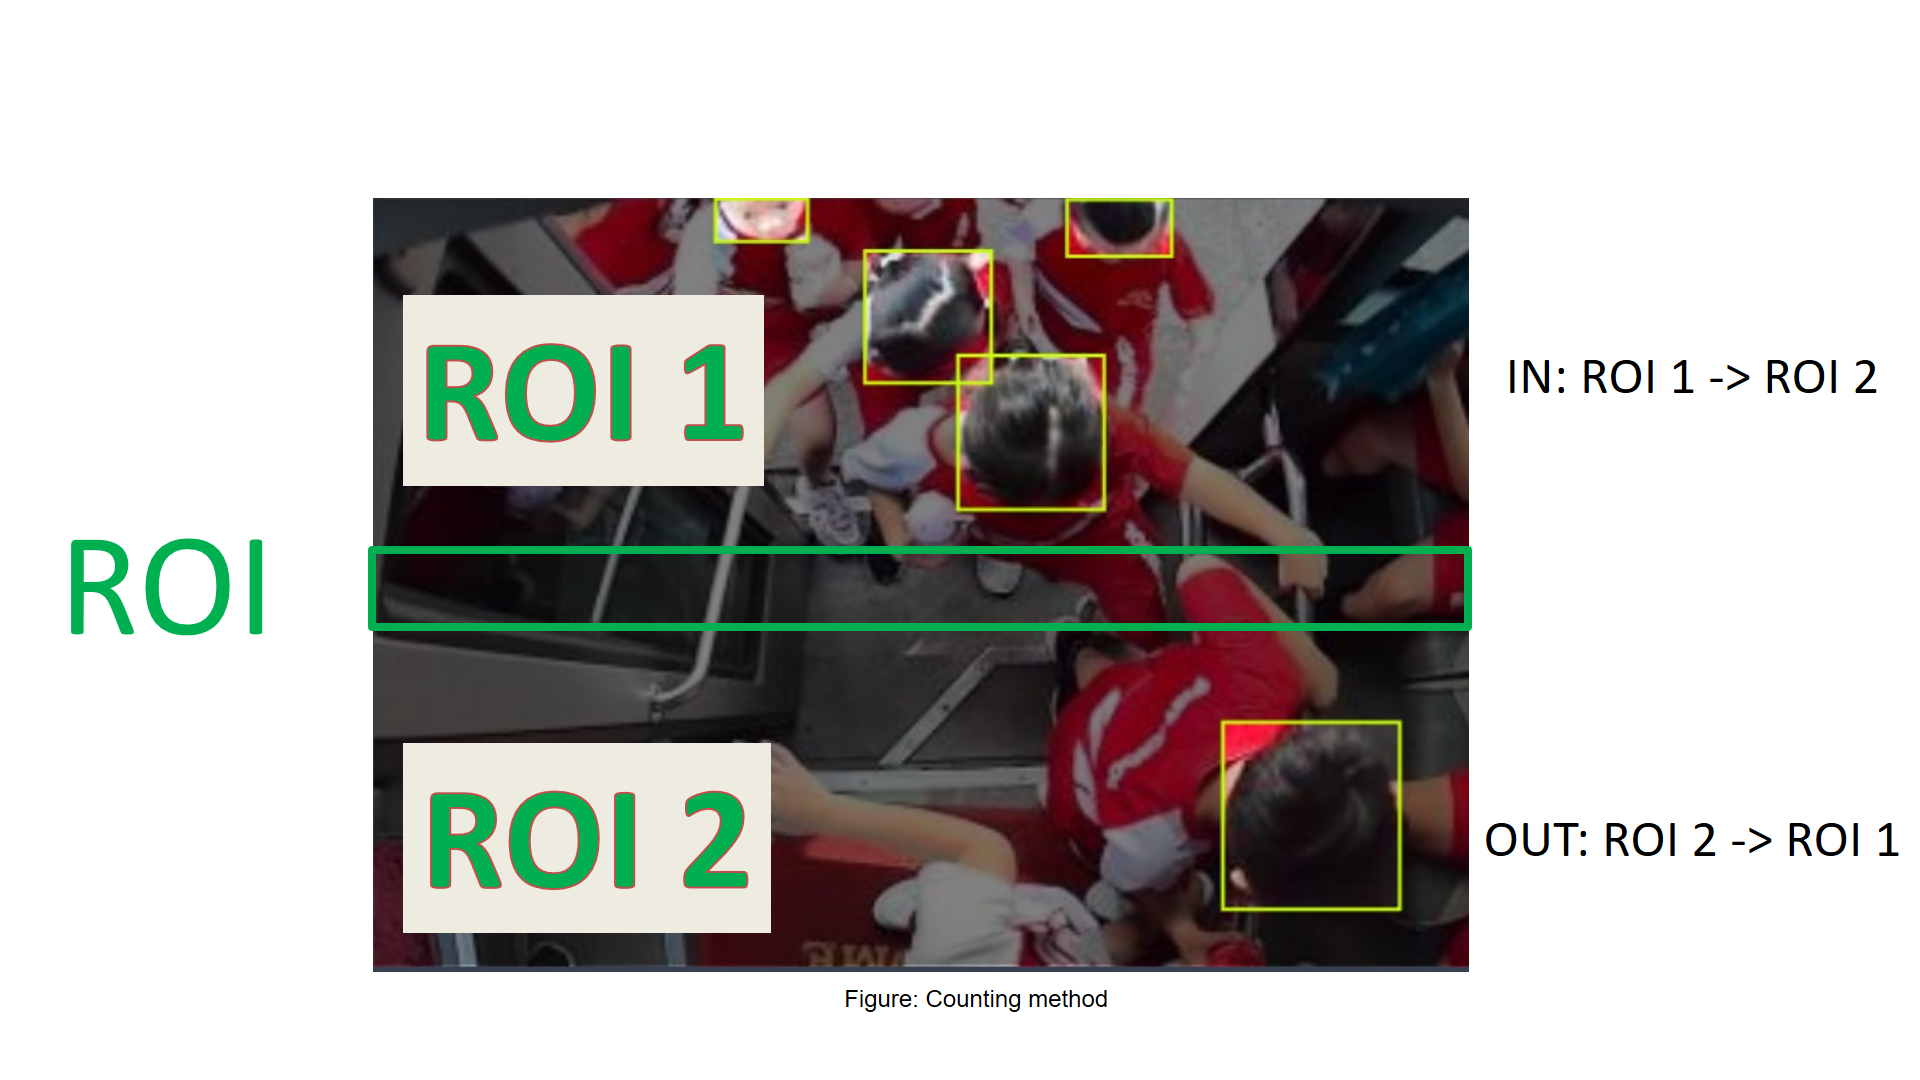 ROI 1
IN: ROI 1 -> ROI 2
ROI
ROI 2
OUT: ROI 2 -> ROI 1
Figure: Counting method